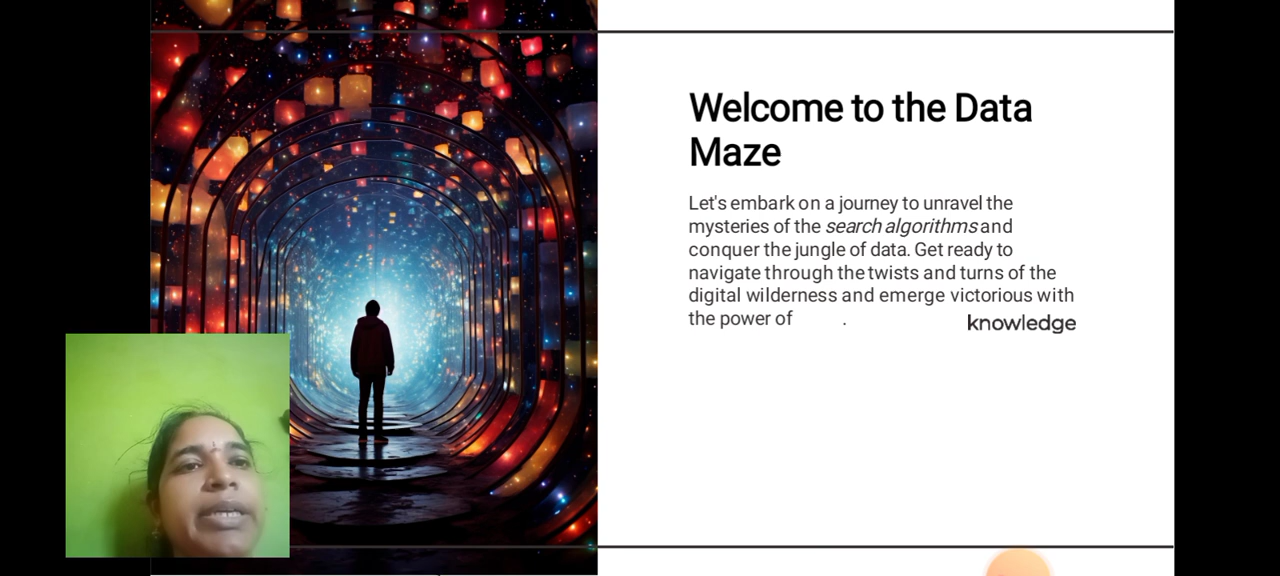 Welcome to the Data
Maze
Let's embark on a journey to unravel the
mysteries of the search algorithms and
conquer the jungle of data. Get ready to
navigate through the twists and turns of the
digital wilderness and emerge victorious with
the power of . knowledge